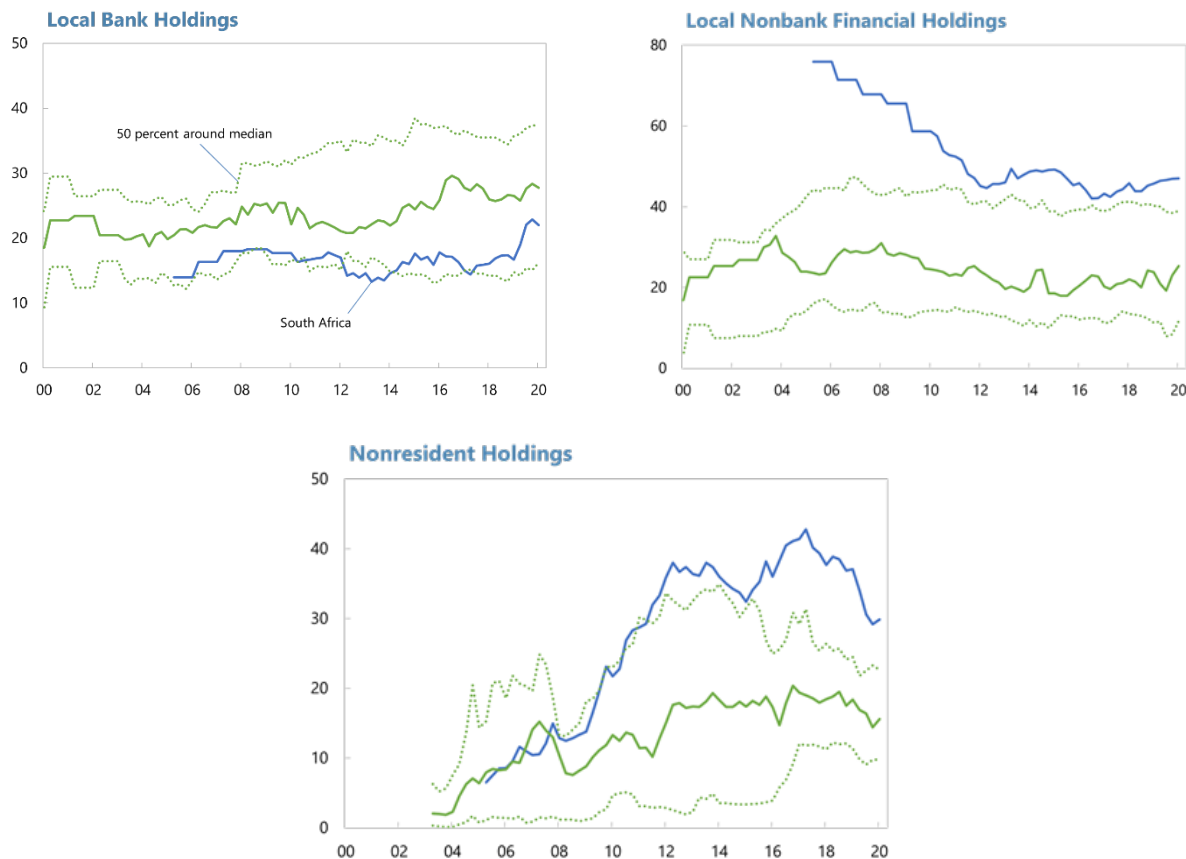 Local Bank Holdings
50
40
30
20
10
0
50 percent around median
South Africa
00 02 04 06 08 10 12 14 16 18 20
Local Nonbank Financial Holdings
80
60
40
20
0
00 02 04 06 08 10 12 14 16 18 20
Nonresident Holdings
50
40
30
20
10
0
00 02 04 06 08 10 12 14 16 18 20